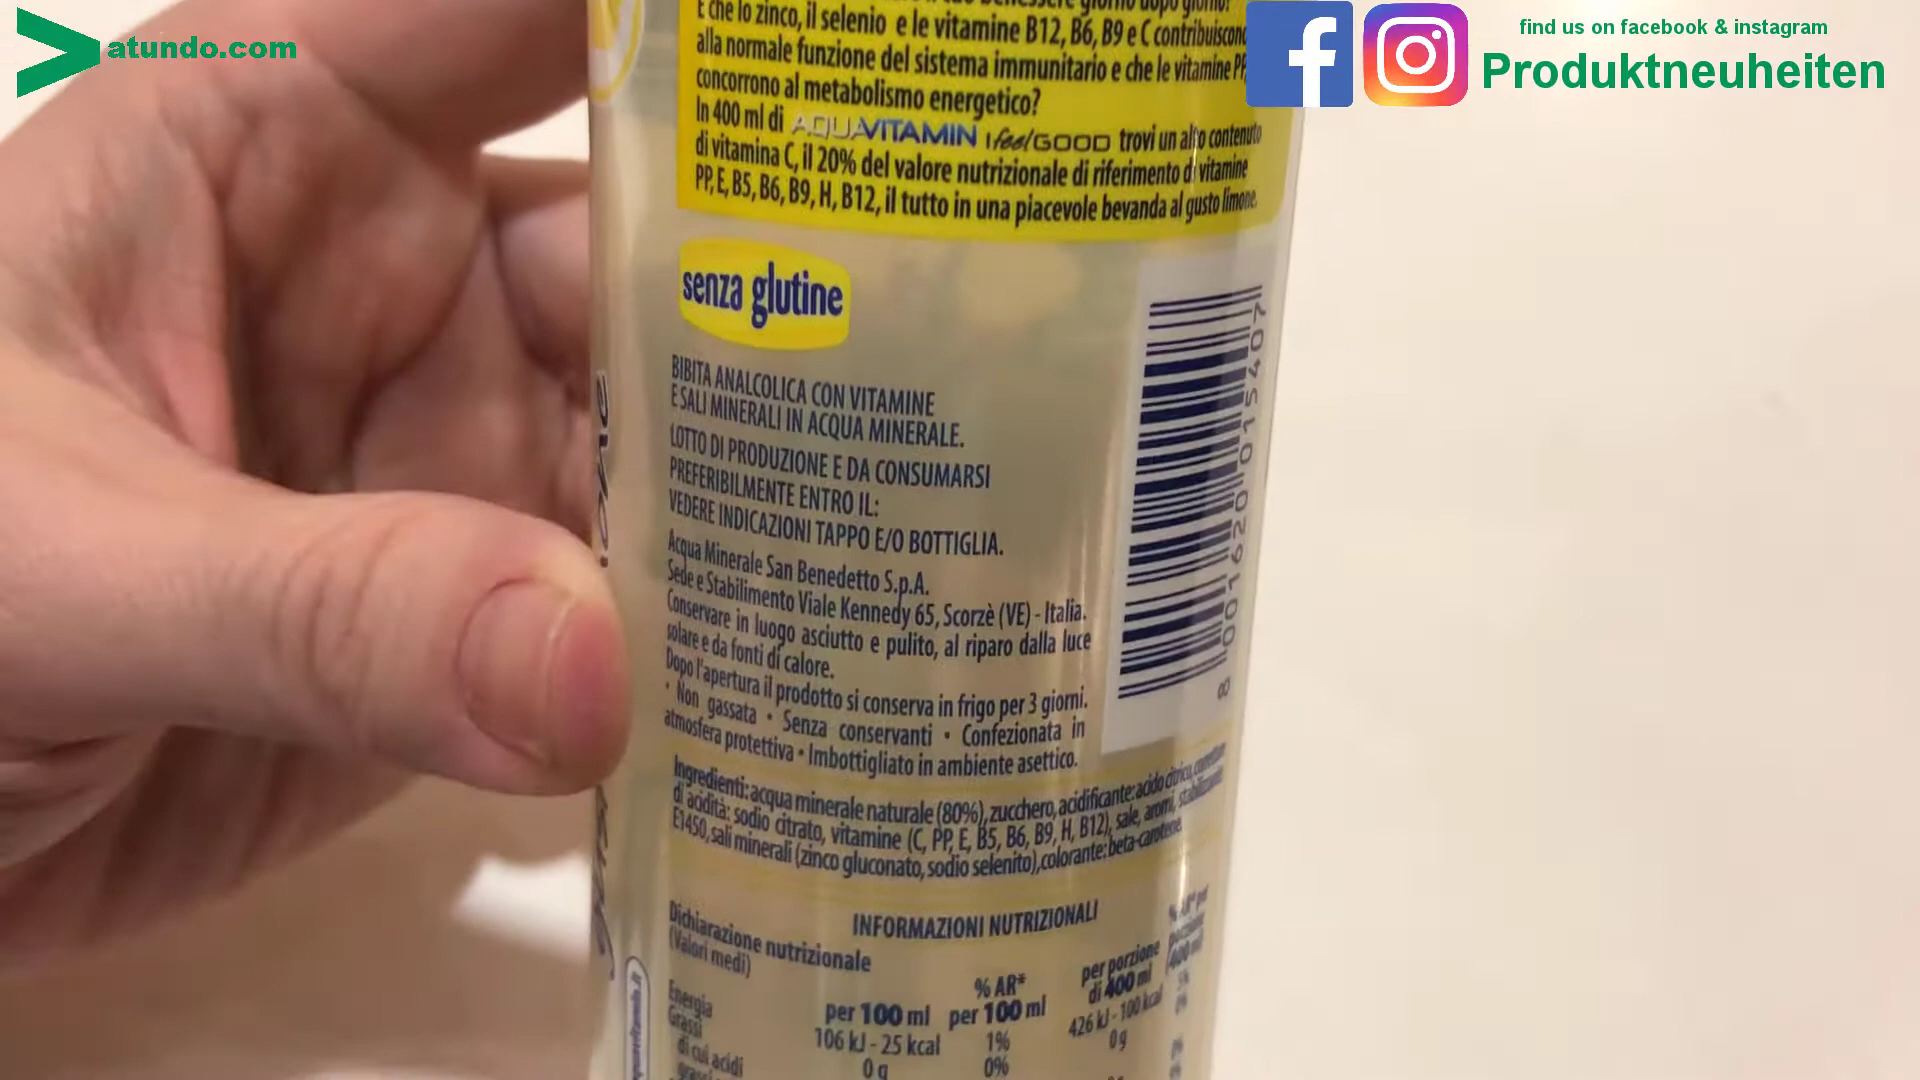 atundo.com
find us on facebook & instagram
Produktneuheiten
E che lo zinco, il selenio e le vitamine B12, B6, B9 e C contribuiscono
alla normale funzione del sistema immunitario e che le vitamine PP,
concorrono al metabolismo energetico?
In 400 ml di AQUAVITAMIN I feel GOOD trovi un alto contenuto
di vitamina C, il 20% del valore nutrizionale di riferimento di vitamine
PP, E, B5, B6, B9, H, B12, il tutto in una piacevole bevanda al gusto limone.
senza glutine
BIBITA ANALCOLICA CON VITAMINE
E SALI MINERALI IN ACQUA MINERALE.
LOTTO DI PRODUZIONE E DA CONSUMARSI
PREFERIBILMENTE ENTRO IL:
VEDERE INDICAZIONI TAPPO E/O BOTTIGLIA.
Acqua Minerale San Benedetto S.p.A.
Sede e Stabilimento Viale Kennedy 65, Scorzè (VE) - Italia.
Conservare in luogo asciutto e pulito, al riparo dalla luce
solare e da fonti di calore.
Dopo l'apertura il prodotto si conserva in frigo per 3 giorni.
• Non gassata • Senza conservanti • Confezionata in
atmosfera protettiva • Imbottigliato in ambiente asettico.
8 001620 015407
Ingredienti: acqua minerale naturale (80%), zucchero, acidificante: acido citrico, correttore
di acidità: sodio citrato, vitamine (C, PP, E, B5, B6, B9, H, B12), sale, aromi, stabilizzante:
E1450, sali minerali (zinco gluconato, sodio selenito), colorante: beta-carotene.
INFORMAZIONI NUTRIZIONALI
Dichiarazione nutrizionale
(Valori medi)
per 100 ml
% AR*
per 100 ml
per porzione
di 400 ml
% AR* per
porzione
400 ml
Energia 106 kJ - 25 kcal 1% 426 kJ - 100 kcal 5%
Grassi 0 g 0% 0 g 0%
di cui acidi